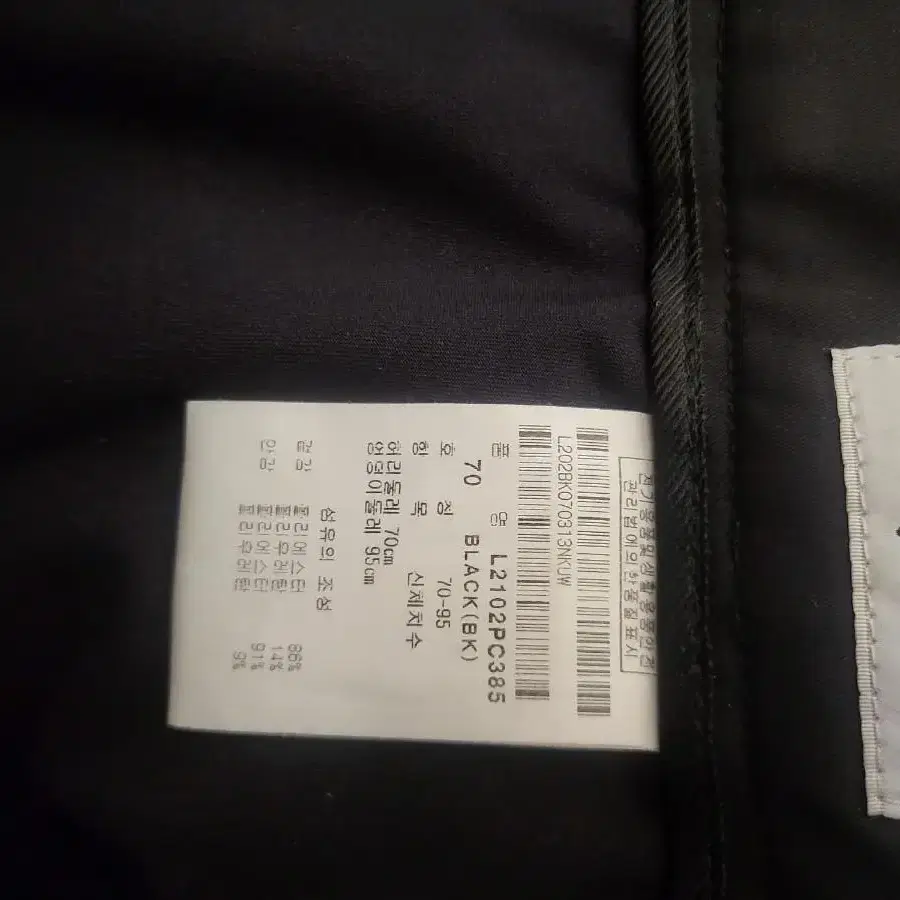 전기용품및생활용품안전
관리법에의한품질표시
L202BK070313NKUW
품 명 L2102PC385
70 BLACK(BK)
호 칭 70-95
항 목 신체치수
허리둘레 70cm
엉덩이둘레 95cm
섬유의 조성
겉감 폴리에스터 86%
폴리우레탄 14%
안감 폴리에스터 91%
폴리우레탄 9%